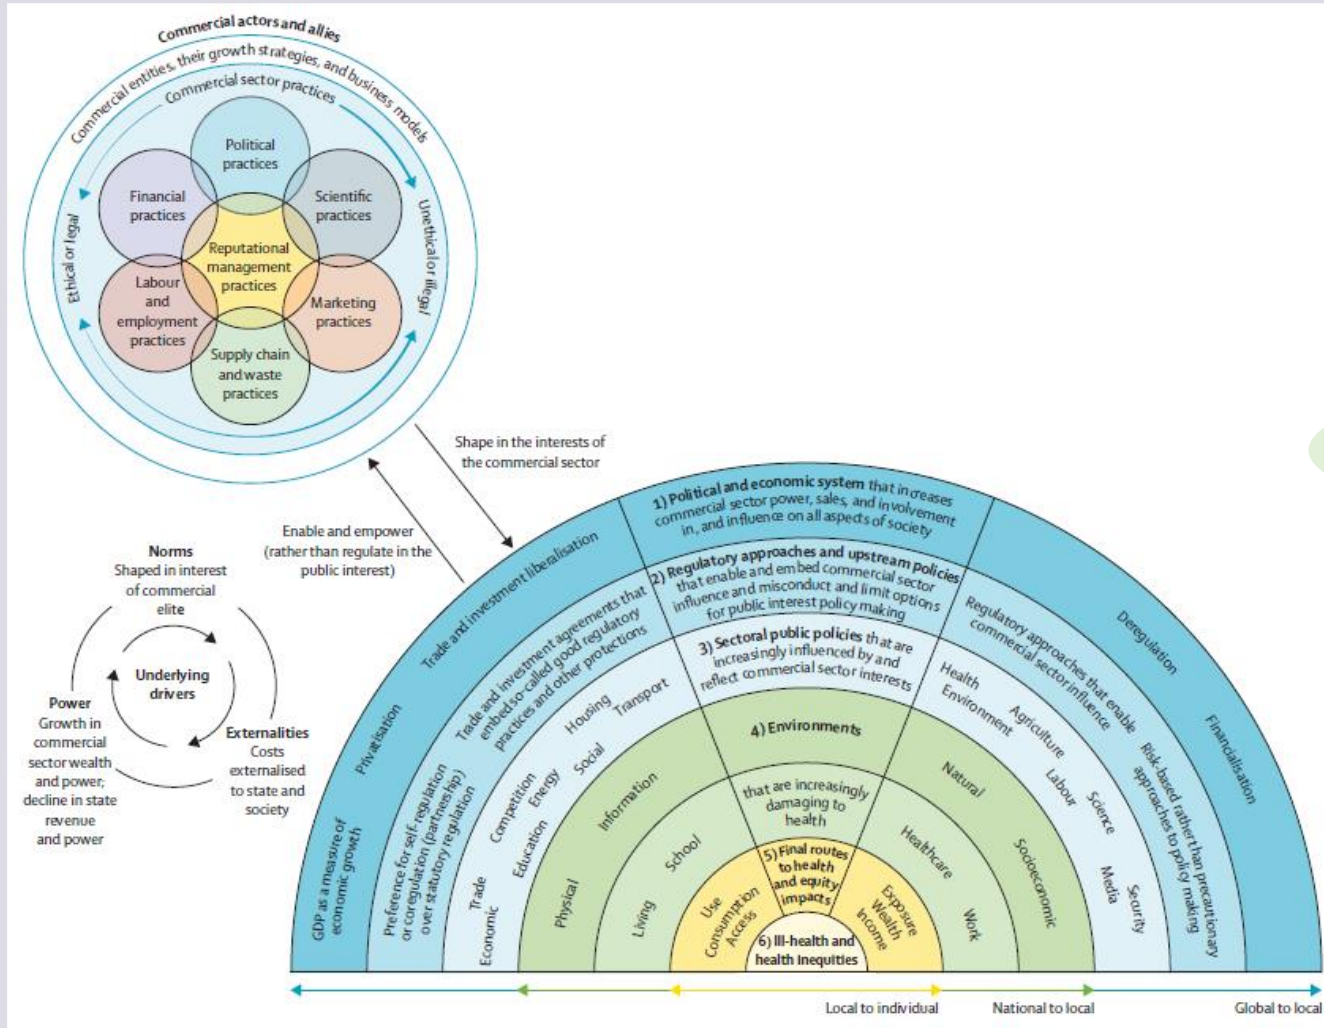 Commercial actors and allies
Commercial entities, their growth strategies, and business models
Commercial sector practices
Ethical or legal
Unethical or illegal
Political
practices
Financial
practices
Scientific
practices
Reputational
management
practices
Labour
and
employment
practices
Marketing
practices
Supply chain
and waste
practices
Shape in the interests of
the commercial sector
Enable and empower
(rather than regulate in the
public interest)
Norms
Shaped in interest
of commercial
elite
Underlying
drivers
Power
Growth in
commercial
sector wealth
and power;
decline in state
revenue
and power
Externalities
Costs
externalised
to state and
society
1) Political and economic system that increases
commercial sector power, sales, and involvement
in, and influence on all aspects of society
GDP as a measure of
economic growth
Privatisation
Trade and investment liberalisation
Deregulation
Financialisation
2) Regulatory approaches and upstream policies
that enable and embed commercial sector
influence and misconduct and limit options
for public interest policy making
Preference for self-regulation
or coregulation (partnership)
over statutory regulation
Trade and investment agreements that
embed so-called good regulatory
practices and other protections
Regulatory approaches that enable
commercial sector influence
Risk-based rather than precautionary
approaches to policy making
3) Sectoral public policies that are
increasingly influenced by and
reflect commercial sector interests
Economic
Trade
Education
Competition
Energy
Social
Housing
Transport
Health
Environment
Agriculture
Labour
Science
Media
Security
4) Environments
Physical
Information
Natural
Socioeconomic
that are increasingly
damaging to
health
Living
School
Healthcare
Work
5) Final routes
to health
and equity
impacts
Use
Consumption
Access
Exposure
Wealth
Income
6) Ill-health and
health inequities
Local to individual
National to local
Global to local